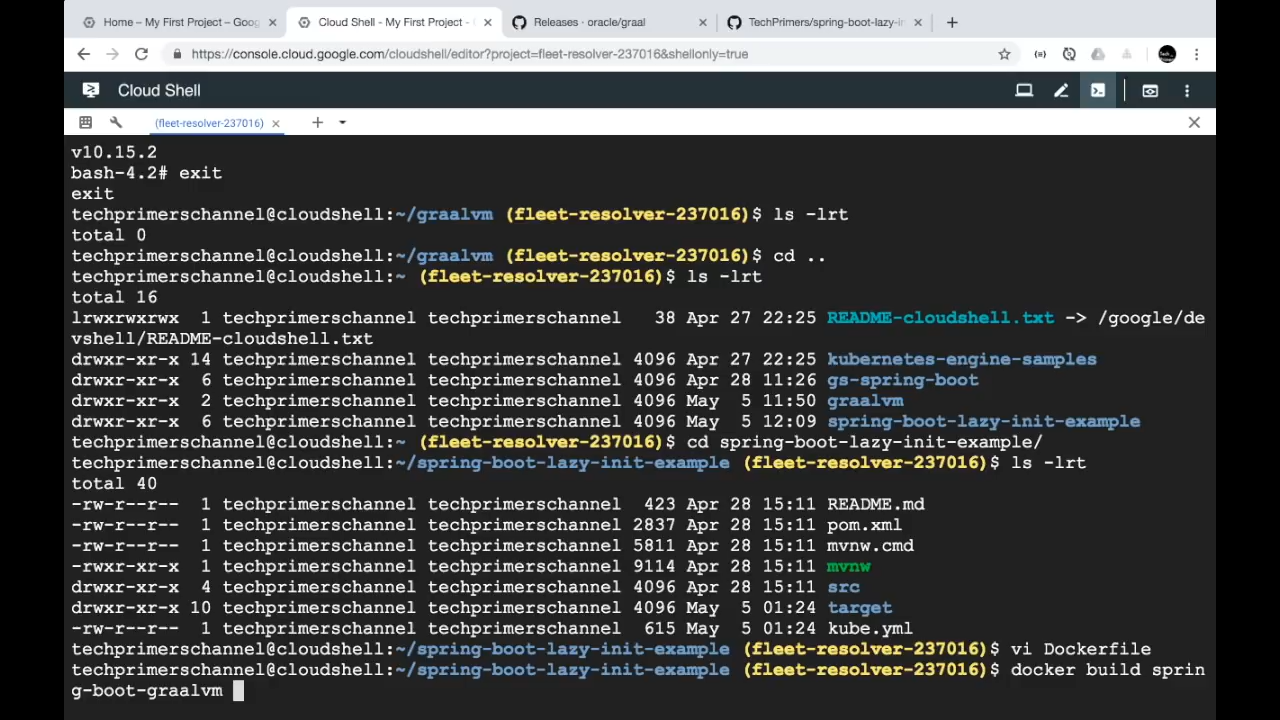 Home – My First Project – Goog
Cloud Shell - My First Project -
Releases · oracle/graal
TechPrimers/spring-boot-lazy-in
https://console.cloud.google.com/cloudshell/editor?project=fleet-resolver-237016&shellonly=true
Cloud Shell
(fleet-resolver-237016)
v10.15.2
bash-4.2# exit
exit
techprimerschannel@cloudshell:~/graalvm (fleet-resolver-237016)$ ls -lrt
total 0
techprimerschannel@cloudshell:~/graalvm (fleet-resolver-237016)$ cd ..
techprimerschannel@cloudshell:~ (fleet-resolver-237016)$ ls -lrt
total 16
lrwxrwxrwx  1 techprimerschannel techprimerschannel   38 Apr 27 22:25 README-cloudshell.txt -> /google/de
vshell/README-cloudshell.txt
drwxr-xr-x 14 techprimerschannel techprimerschannel 4096 Apr 27 22:25 kubernetes-engine-samples
drwxr-xr-x  6 techprimerschannel techprimerschannel 4096 Apr 28 11:26 gs-spring-boot
drwxr-xr-x  2 techprimerschannel techprimerschannel 4096 May  5 11:50 graalvm
drwxr-xr-x  6 techprimerschannel techprimerschannel 4096 May  5 12:09 spring-boot-lazy-init-example
techprimerschannel@cloudshell:~ (fleet-resolver-237016)$ cd spring-boot-lazy-init-example/
techprimerschannel@cloudshell:~/spring-boot-lazy-init-example (fleet-resolver-237016)$ ls -lrt
total 40
-rw-r--r--  1 techprimerschannel techprimerschannel  423 Apr 28 15:11 README.md
-rw-r--r--  1 techprimerschannel techprimerschannel 2837 Apr 28 15:11 pom.xml
-rw-r--r--  1 techprimerschannel techprimerschannel 5811 Apr 28 15:11 mvnw.cmd
-rwxr-xr-x  1 techprimerschannel techprimerschannel 9114 Apr 28 15:11 mvnw
drwxr-xr-x  4 techprimerschannel techprimerschannel 4096 Apr 28 15:11 src
drwxr-xr-x 10 techprimerschannel techprimerschannel 4096 May  5 01:24 target
-rw-r--r--  1 techprimerschannel techprimerschannel  615 May  5 01:24 kube.yml
techprimerschannel@cloudshell:~/spring-boot-lazy-init-example (fleet-resolver-237016)$ vi Dockerfile
techprimerschannel@cloudshell:~/spring-boot-lazy-init-example (fleet-resolver-237016)$ docker build sprin
g-boot-graalvm